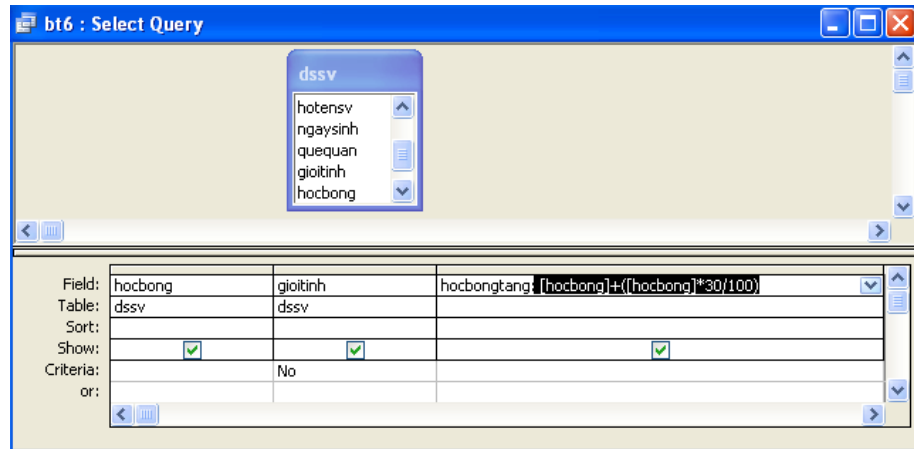 bt6 : Select Query
dssv
hotensv
ngaysinh
quequan
gioitinh
hocbong
Field: hocbong gioitinh hocbongtang: [hocbong]+([hocbong]*30/100)
Table: dssv dssv
Sort:
Show:
Criteria: No
or: